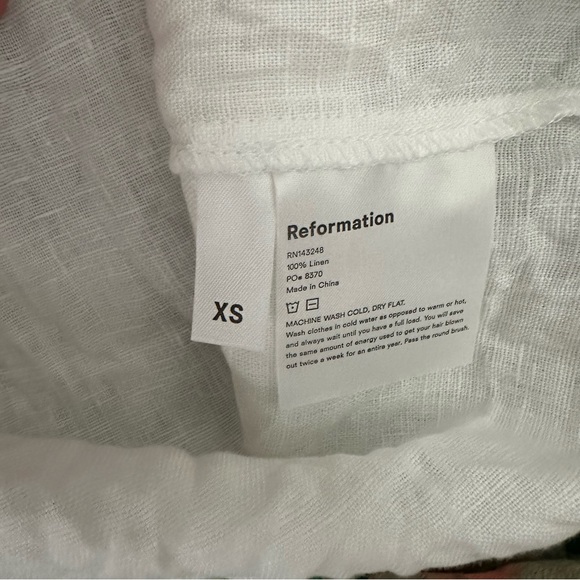 XS
Reformation
RN143248
100% Linen
PO# 8370
Made in China
MACHINE WASH COLD, DRY FLAT.
Wash clothes in cold water as opposed to warm or hot,
and always wait until you have a full load. You will save
the same amount of energy used to get your hair blown
out twice a week for an entire year. Pass the round brush.